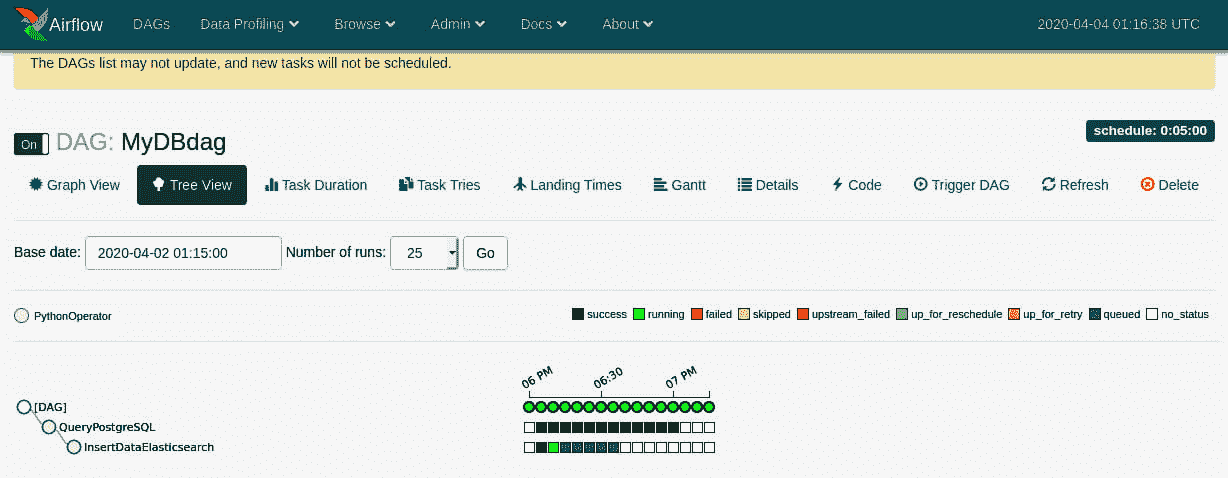 Airflow DAGs Data Profiling Browse Admin Docs About 2020-04-04 01:16:38 UTC
The DAGs list may not update, and new tasks will not be scheduled.
On DAG: MyDBdag schedule: 0:05:00
Graph View Tree View Task Duration Task Tries Landing Times Gantt Details Code Trigger DAG Refresh Delete
Base date: 2020-04-02 01:15:00 Number of runs: 25 Go
PythonOperator success running failed skipped upstream_failed up_for_reschedule up_for_retry queued no_status
06 PM 06:30 07 PM
[DAG]
QueryPostgreSQL
InsertDataElasticsearch